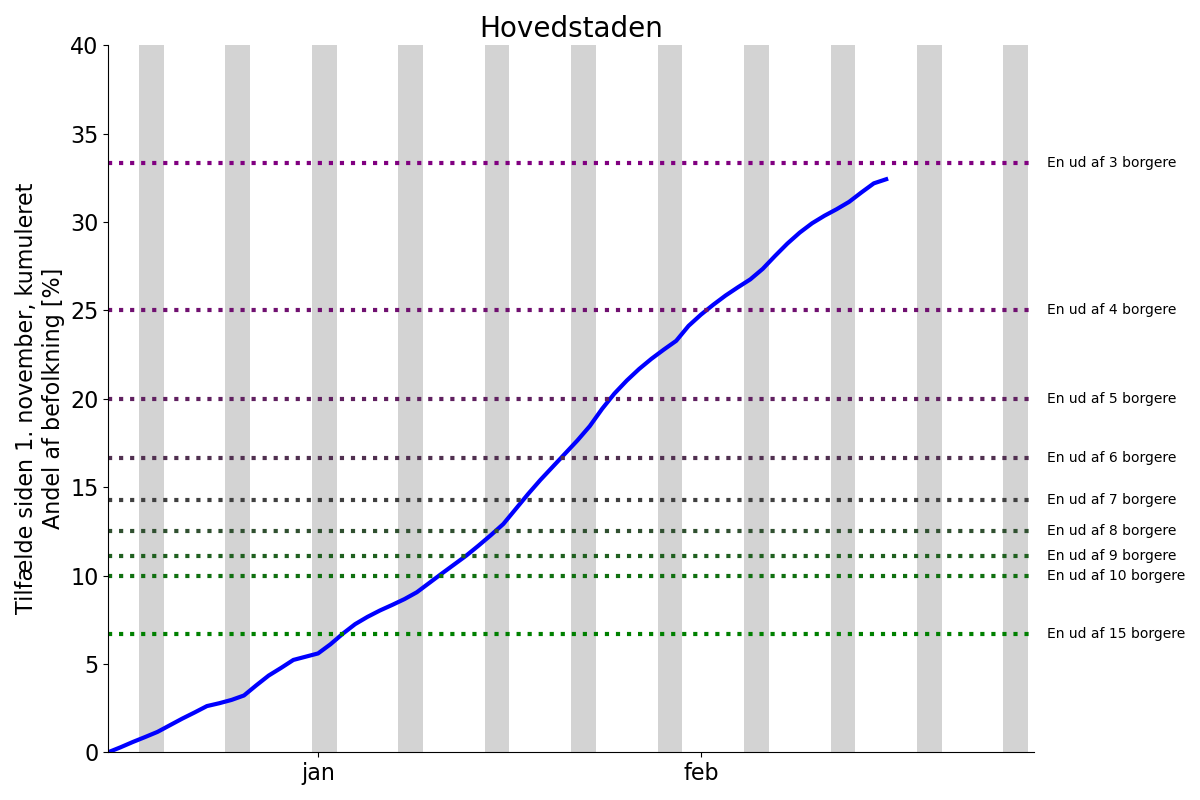 Hovedstaden
Tilfælde siden 1. november, kumuleret
Andel af befolkning [%]
40
35
30
25
20
15
10
5
0
jan
feb
En ud af 3 borgere
En ud af 4 borgere
En ud af 5 borgere
En ud af 6 borgere
En ud af 7 borgere
En ud af 8 borgere
En ud af 9 borgere
En ud af 10 borgere
En ud af 15 borgere